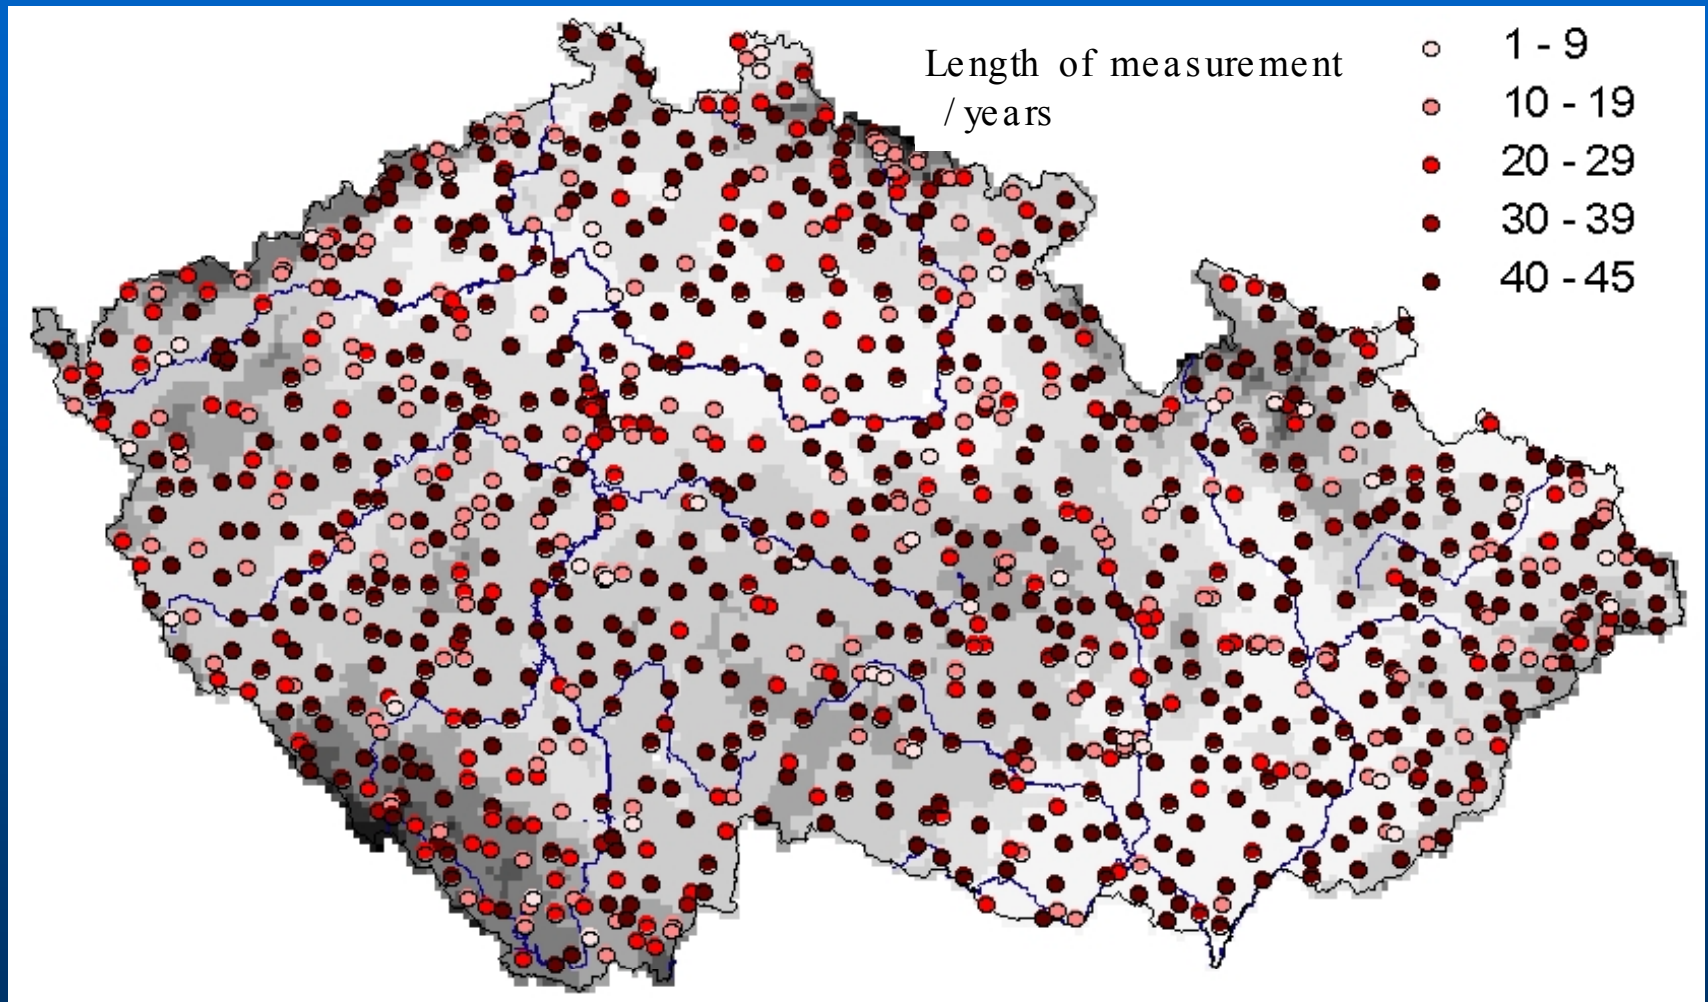 Length of measurement
/ years
1 - 9
10 - 19
20 - 29
30 - 39
40 - 45